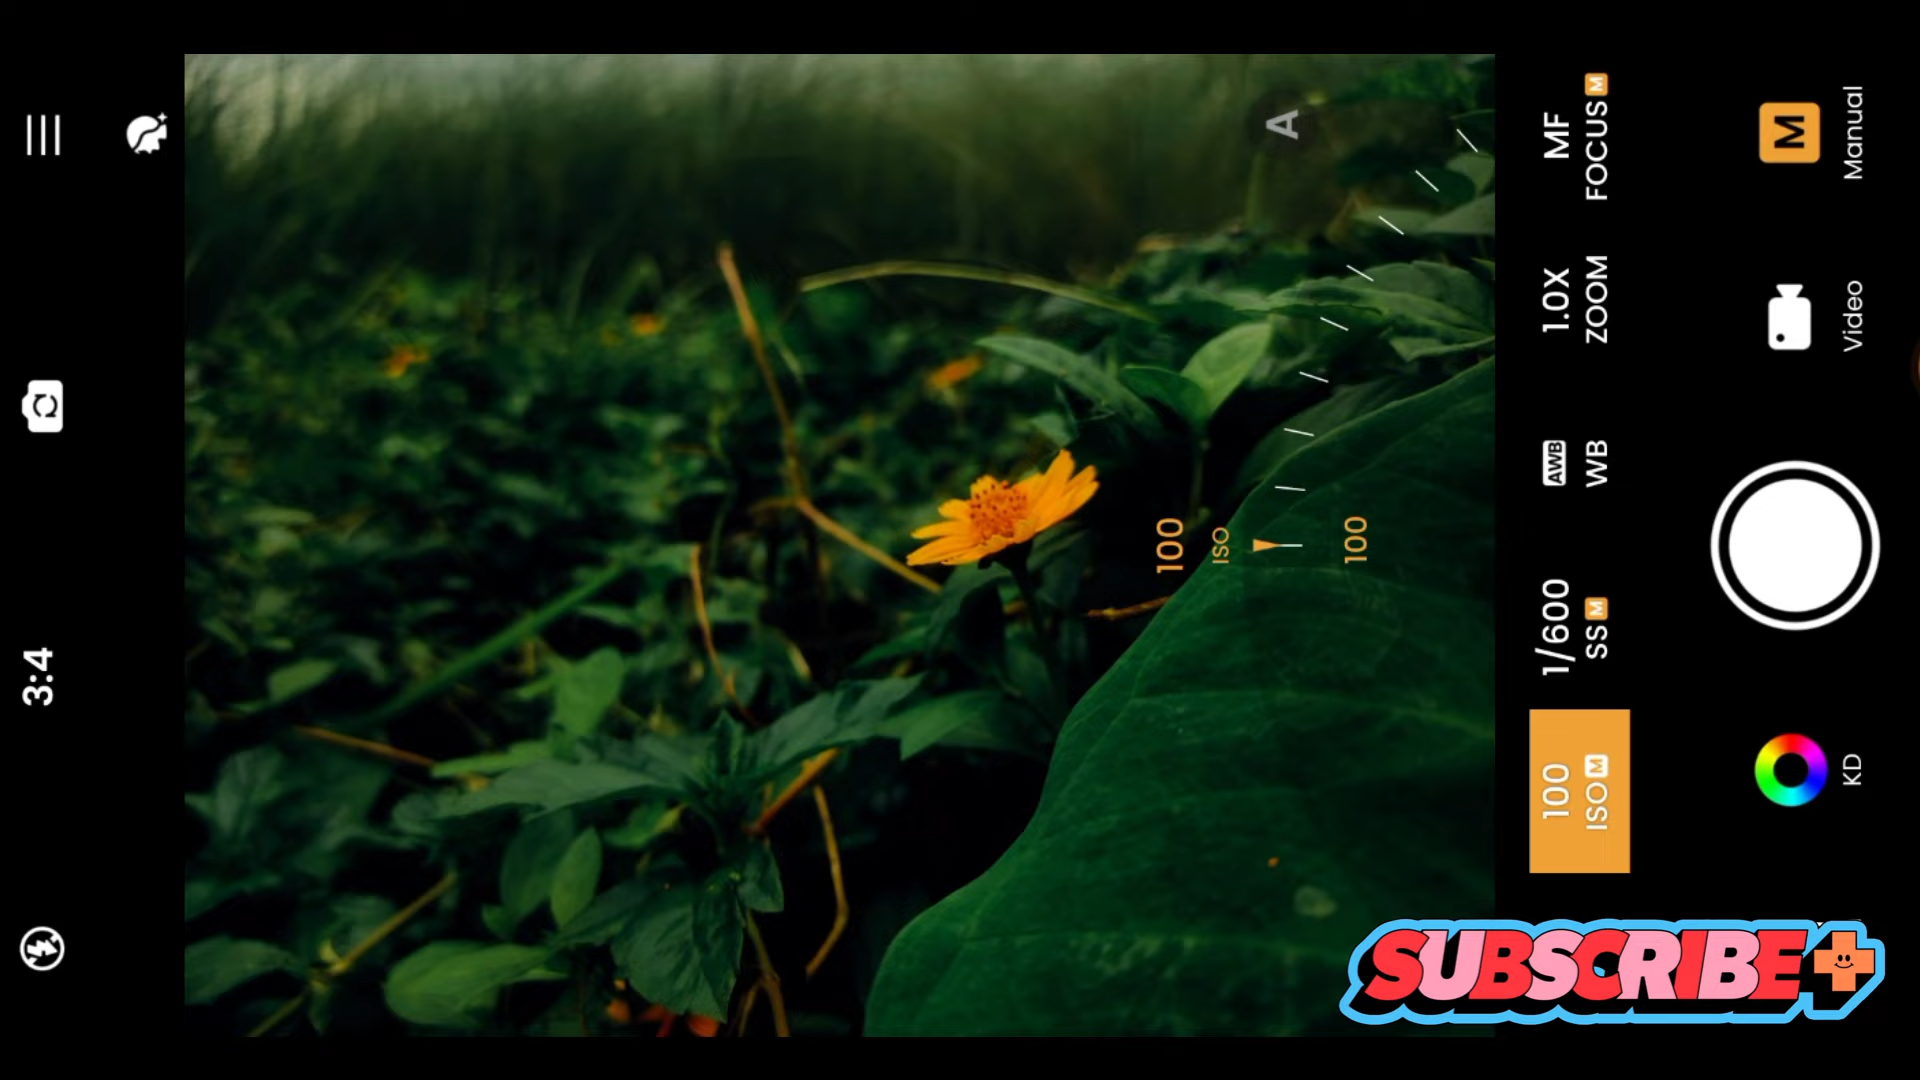 3:4
A
100
ISO
100
MF
FOCUS M
1.0X
ZOOM
AWB
WB
1/600
SS M
100
ISO M
M
Manual
Video
KD
SUBSCRIBE